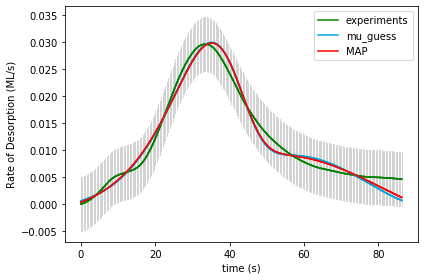 experiments
mu_guess
MAP
Rate of Desorption (ML/s)
0.035
0.030
0.025
0.020
0.015
0.010
0.005
0.000
−0.005
0 20 40 60 80
time (s)